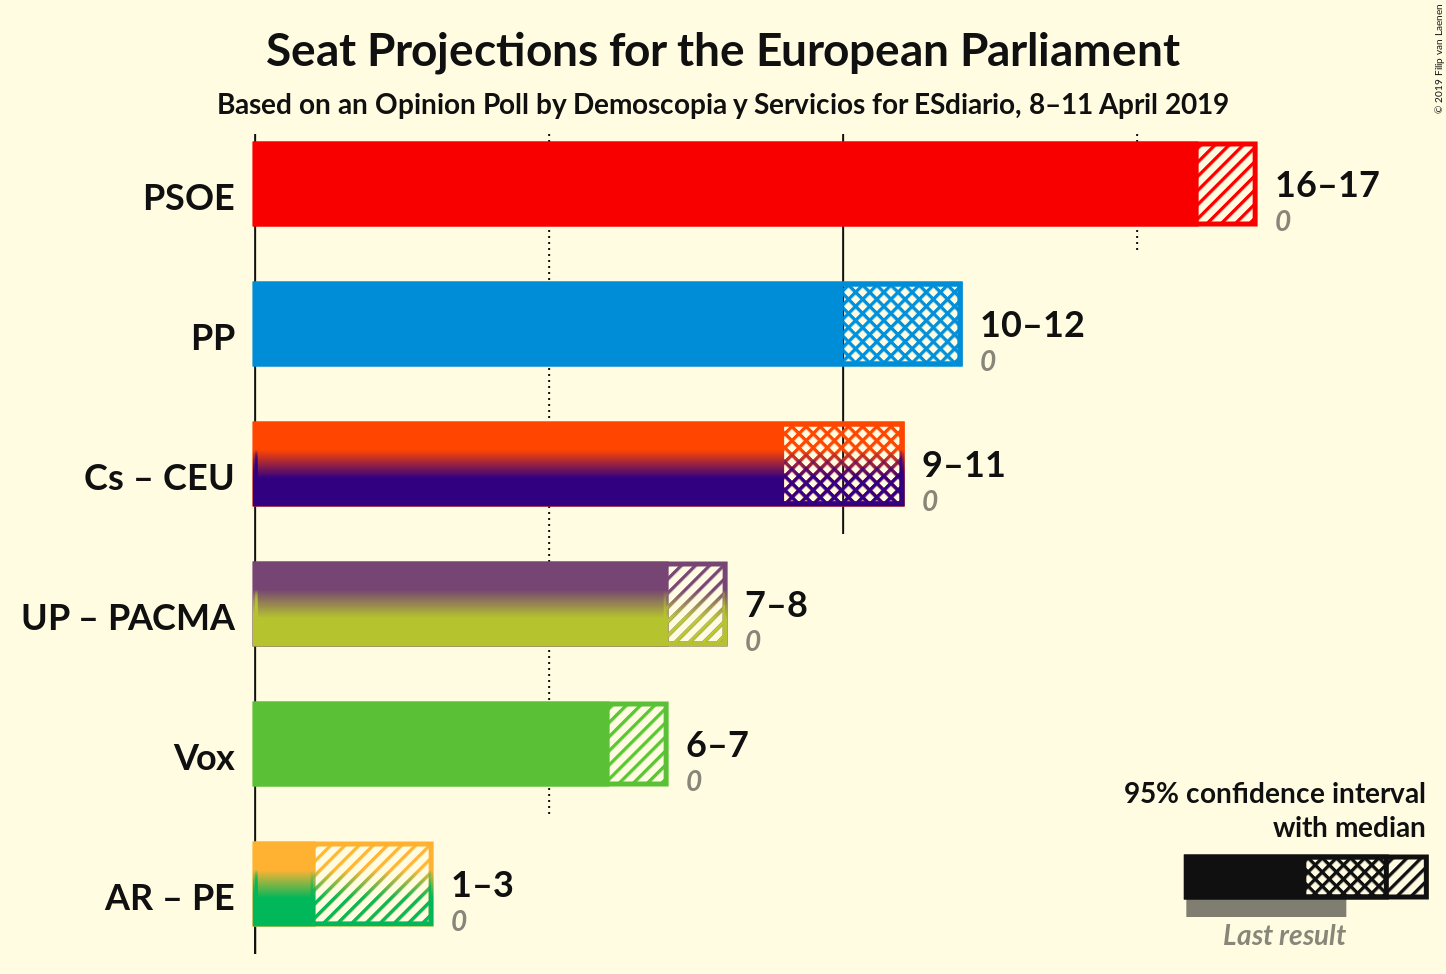 Seat Projections for the European Parliament
Based on an Opinion Poll by Demoscopia y Servicios for ESdiario, 8–11 April 2019
© 2019 Filip van Laenen
PSOE
16–17
0
PP
10–12
0
Cs – CEU
9–11
0
UP – PACMA
7–8
0
Vox
6–7
0
AR – PE
1–3
0
95% confidence interval
with median
Last result